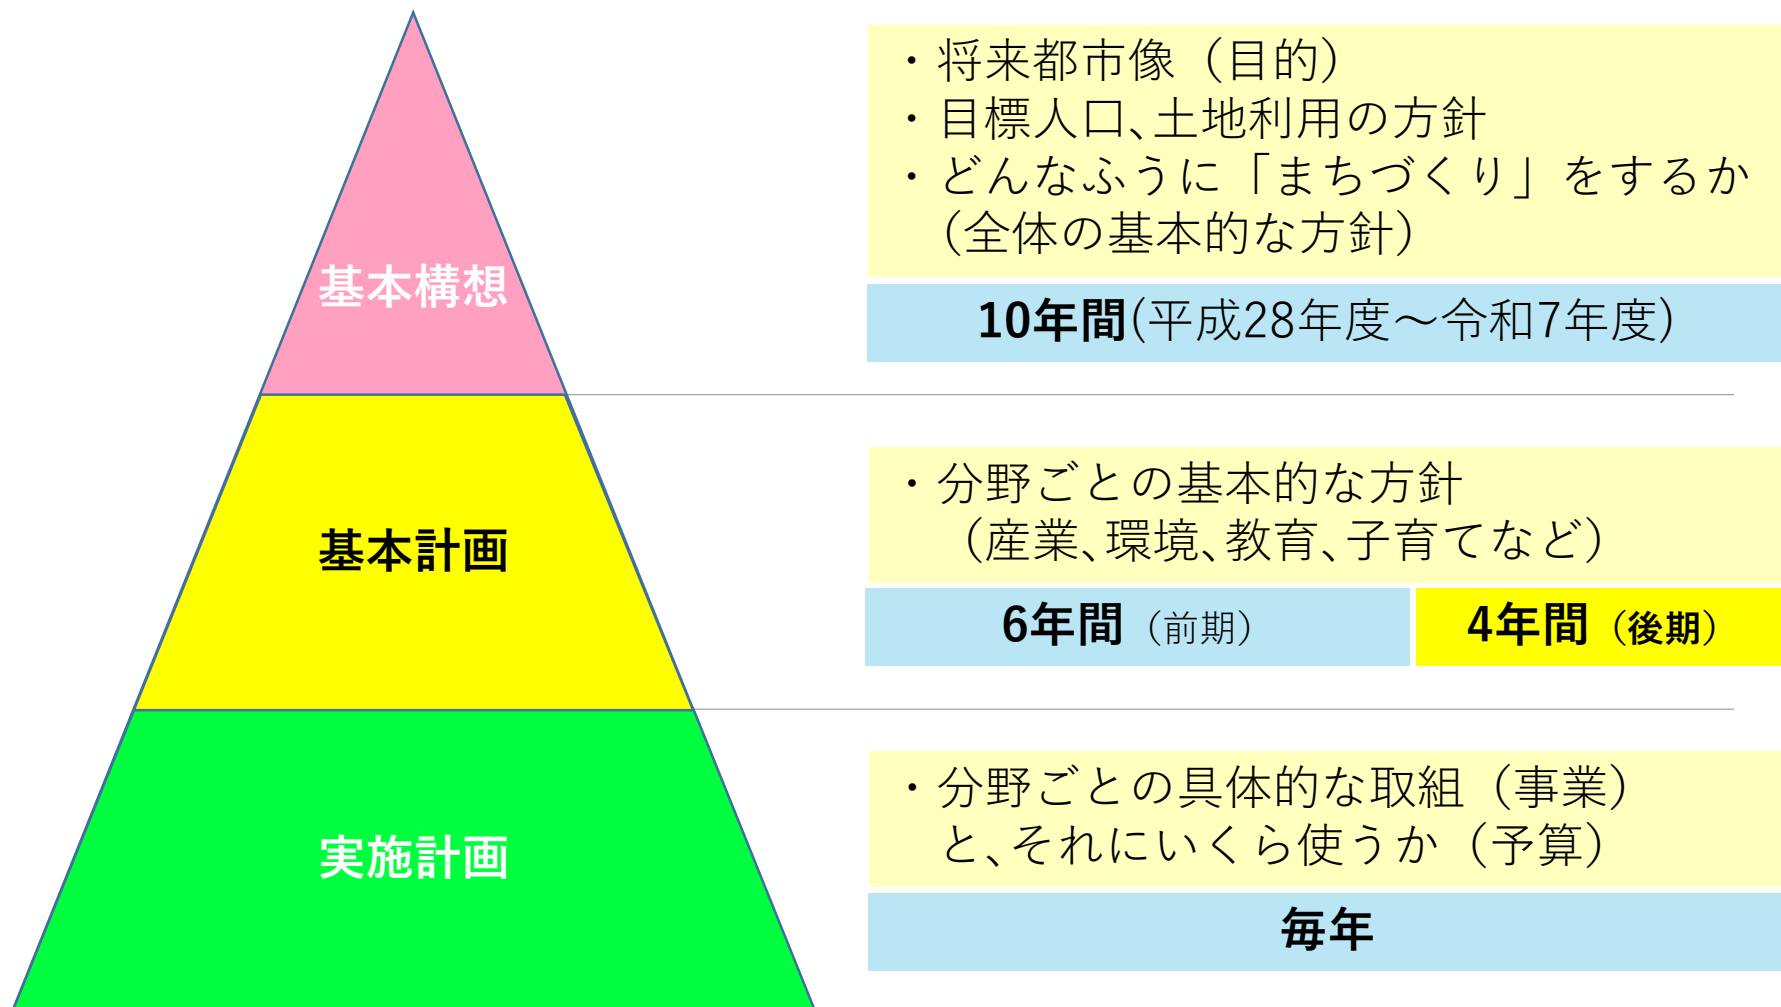 基本構想
・将来都市像（目的）
・目標人口、土地利用の方針
・どんなふうに「まちづくり」をするか
（全体の基本的な方針）
10年間(平成28年度～令和7年度)
基本計画
・分野ごとの基本的な方針
（産業、環境、教育、子育てなど）
6年間（前期）
4年間（後期）
実施計画
・分野ごとの具体的な取組（事業）
と、それにいくら使うか（予算）
毎年